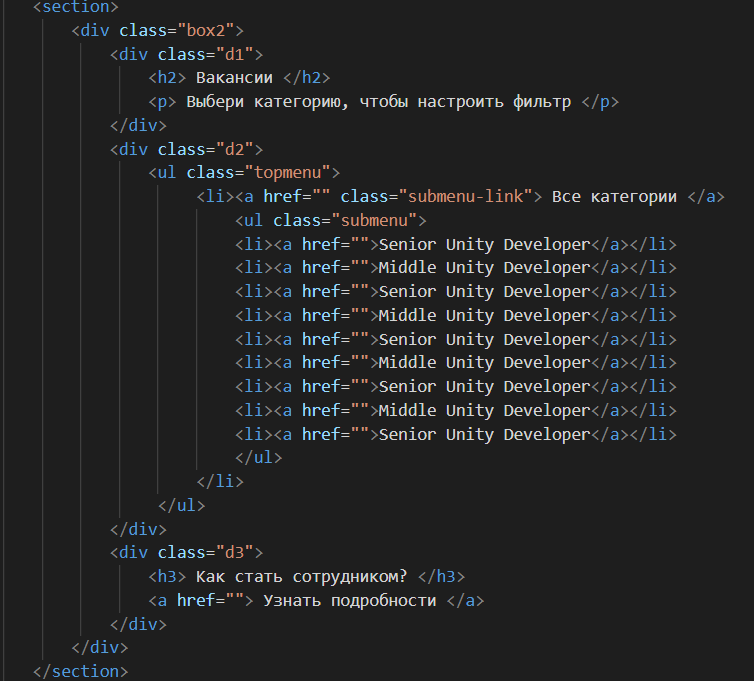 <section>
<div class="box2">
<div class="d1">
<h2> Вакансии </h2>
<p> Выбери категорию, чтобы настроить фильтр </p>
</div>
<div class="d2">
<ul class="topmenu">
<li><a href="" class="submenu-link"> Все категории </a>
<ul class="submenu">
<li><a href="">Senior Unity Developer</a></li>
<li><a href="">Middle Unity Developer</a></li>
<li><a href="">Senior Unity Developer</a></li>
<li><a href="">Middle Unity Developer</a></li>
<li><a href="">Senior Unity Developer</a></li>
<li><a href="">Middle Unity Developer</a></li>
<li><a href="">Senior Unity Developer</a></li>
<li><a href="">Middle Unity Developer</a></li>
<li><a href="">Senior Unity Developer</a></li>
</ul>
</li>
</ul>
</div>
<div class="d3">
<h3> Как стать сотрудником? </h3>
<a href=""> Узнать подробности </a>
</div>
</div>
</section>